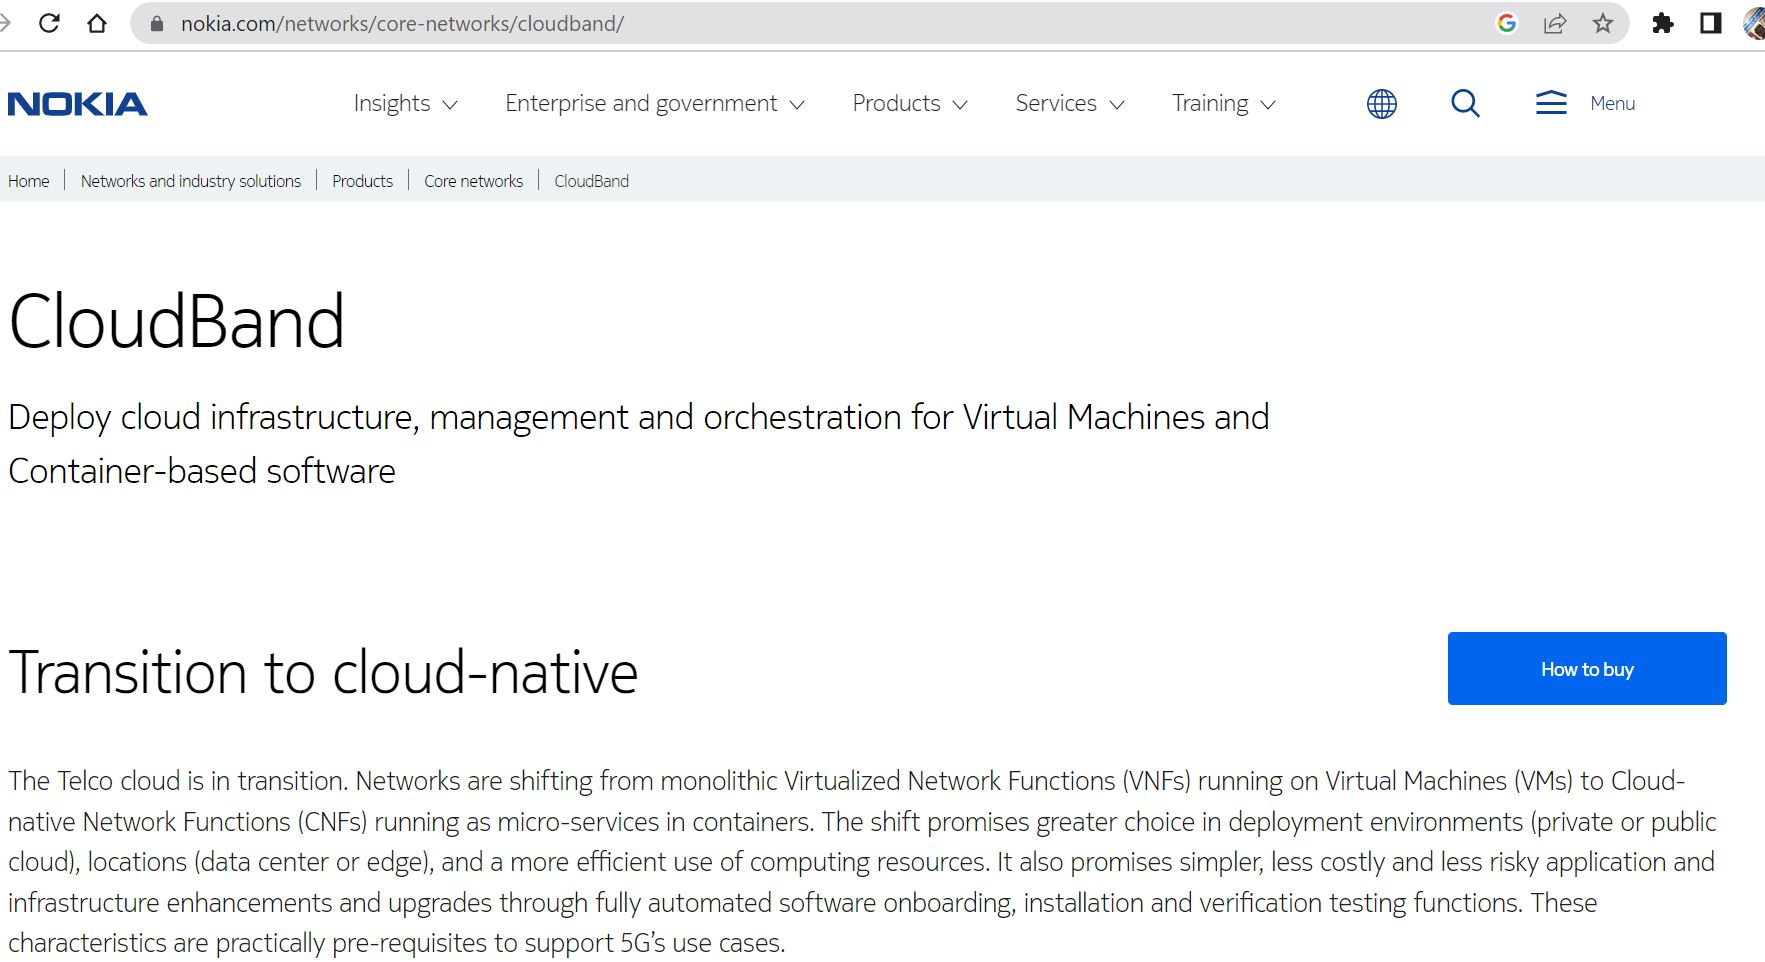 nokia.com/networks/core-networks/cloudband/
NOKIA
Insights
Enterprise and government
Products
Services
Training
Menu
Home
Networks and industry solutions
Products
Core networks
CloudBand
CloudBand
Deploy cloud infrastructure, management and orchestration for Virtual Machines and
Container-based software
Transition to cloud-native
How to buy
The Telco cloud is in transition. Networks are shifting from monolithic Virtualized Network Functions (VNFs) running on Virtual Machines (VMs) to Cloud-
native Network Functions (CNFs) running as micro-services in containers. The shift promises greater choice in deployment environments (private or public
cloud), locations (data center or edge), and a more efficient use of computing resources. It also promises simpler, less costly and less risky application and
infrastructure enhancements and upgrades through fully automated software onboarding, installation and verification testing functions. These
characteristics are practically pre-requisites to support 5G’s use cases.